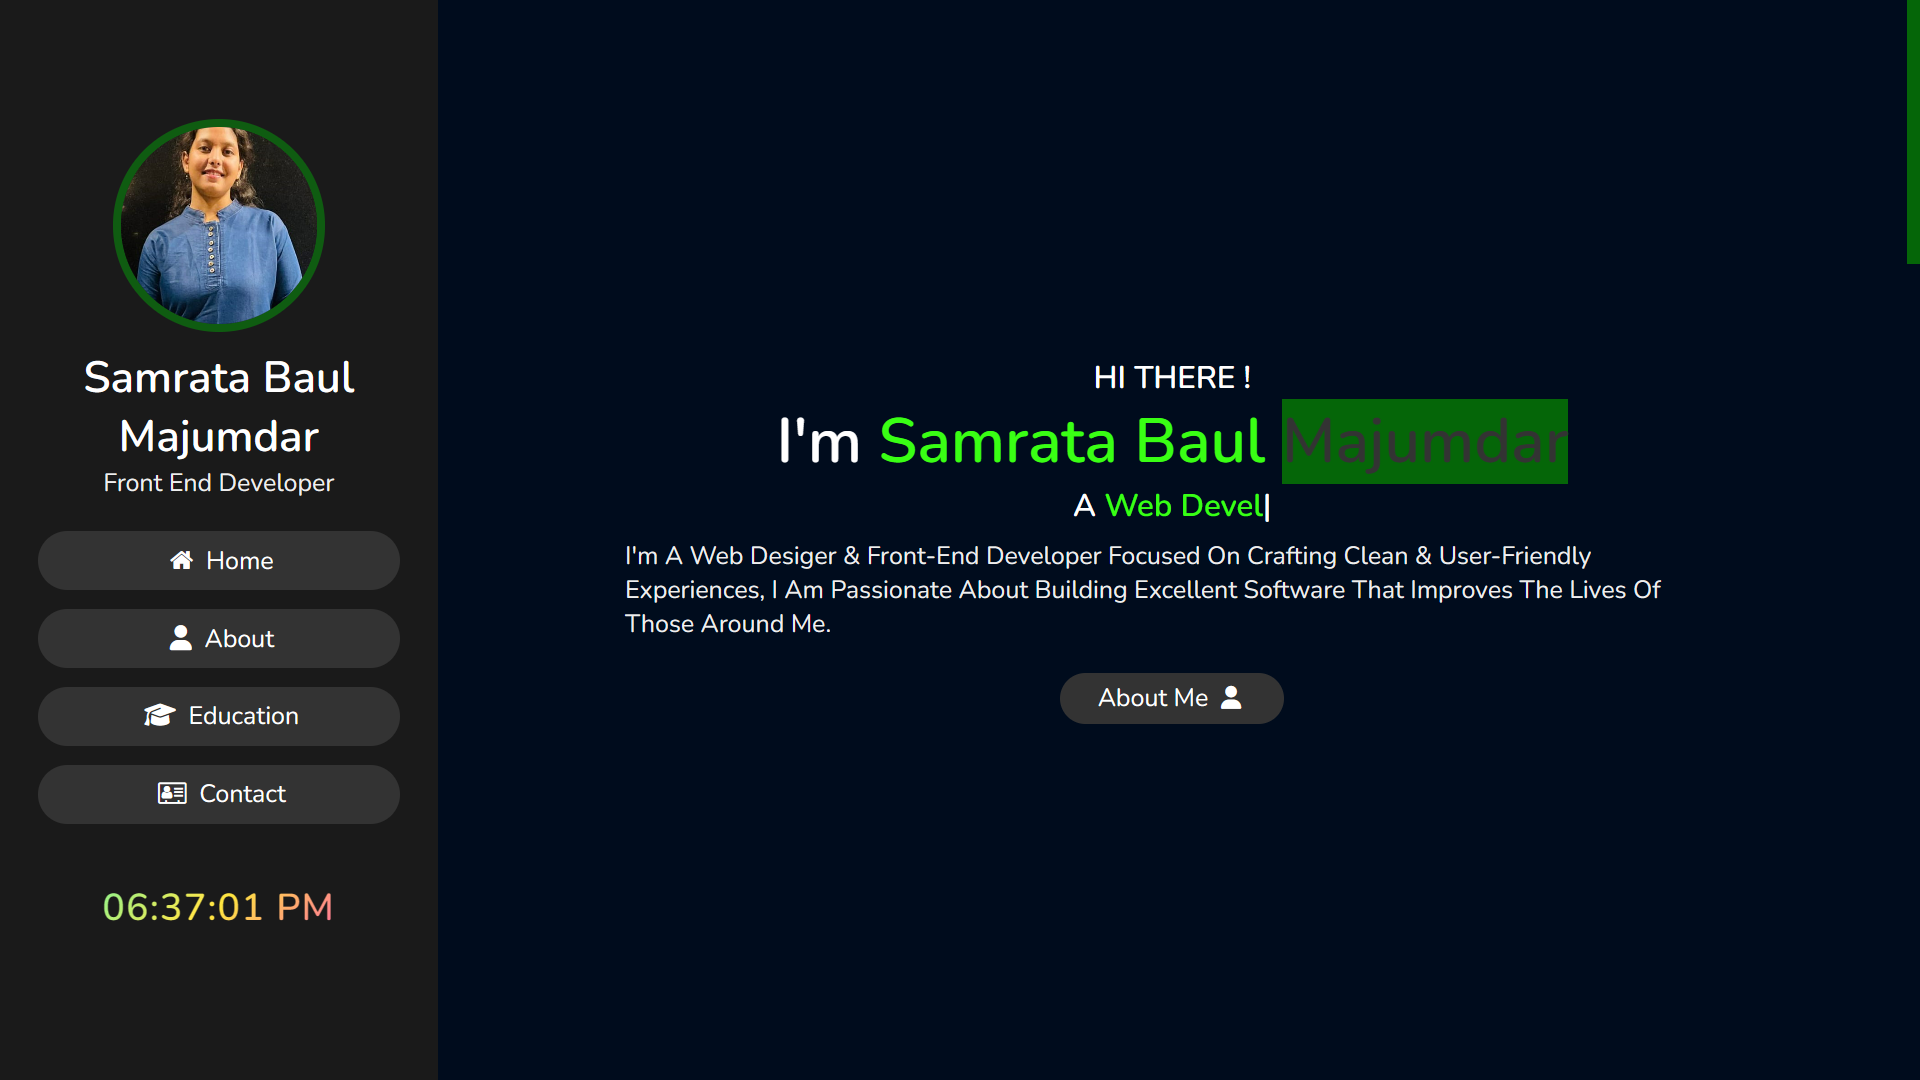 Samrata Baul
Majumdar
Front End Developer
Home
About
Education
Contact
06:37:01 PM
HI THERE !
I'm Samrata Baul Majumdar
A Web Devel|
I'm A Web Desiger & Front-End Developer Focused On Crafting Clean & User-Friendly
Experiences, I Am Passionate About Building Excellent Software That Improves The Lives Of
Those Around Me.
About Me